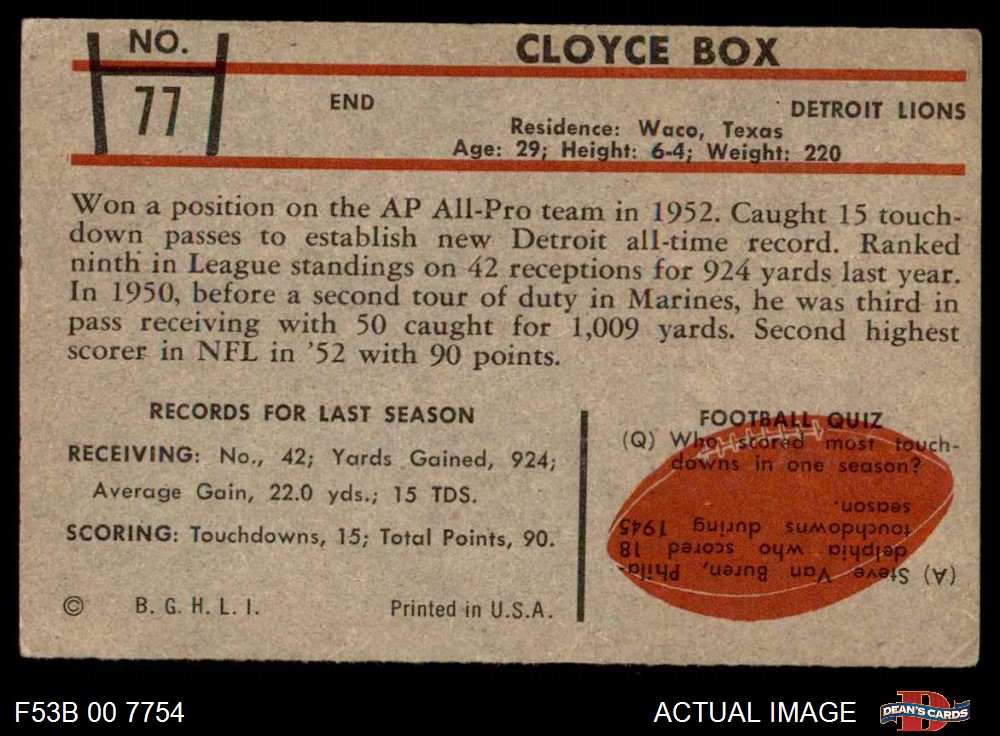 NO.
77
CLOYCE BOX
END
DETROIT LIONS
Residence: Waco, Texas
Age: 29; Height: 6-4; Weight: 220
Won a position on the AP All-Pro team in 1952. Caught 15 touch-
down passes to establish new Detroit all-time record. Ranked
ninth in League standings on 42 receptions for 924 yards last year.
In 1950, before a second tour of duty in Marines, he was third in
pass receiving with 50 caught for 1,009 yards. Second highest
scorer in NFL in '52 with 90 points.
RECORDS FOR LAST SEASON
RECEIVING: No., 42; Yards Gained, 924;
Average Gain, 22.0 yds.; 15 TDS.
SCORING: Touchdowns, 15; Total Points, 90.
© B. G. H. L. I. Printed in U.S.A.
FOOTBALL QUIZ
(Q) Who scored most touch-
downs in one season?
(A) Steve Van Buren, Phila-
delphia who scored 18
touchdowns during 1945
season.
F53B 00 7754
ACTUAL IMAGE
D
DEAN'S CARDS